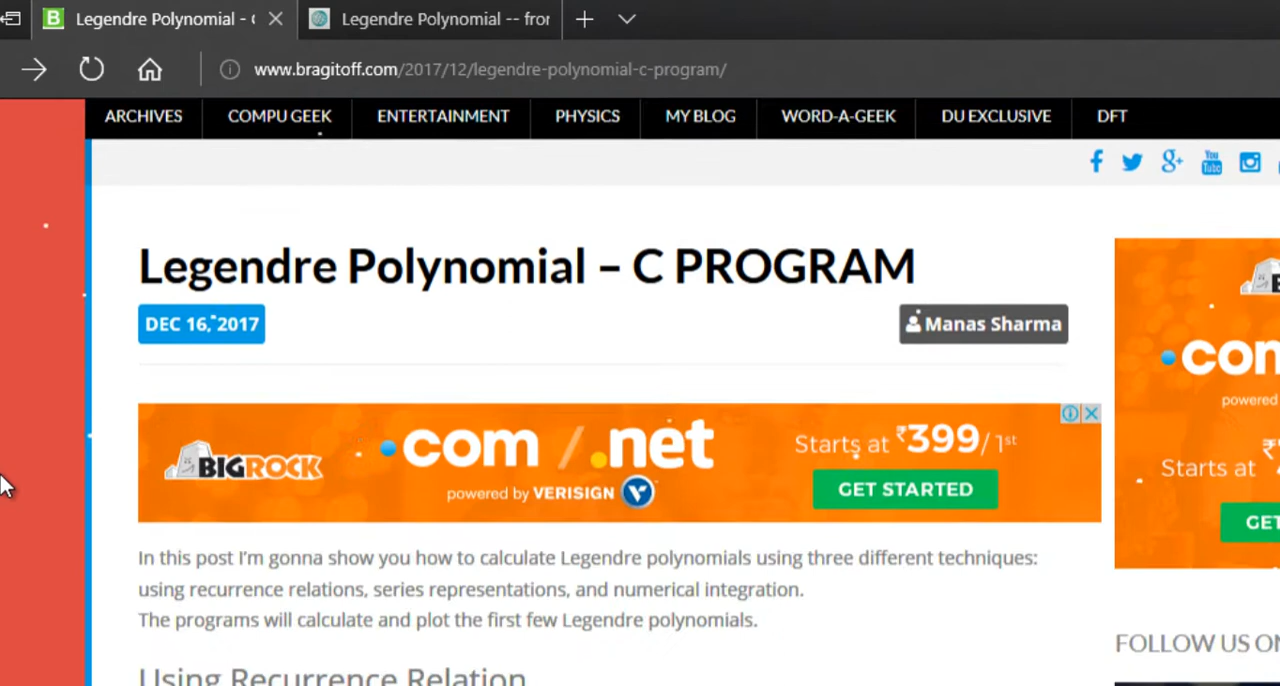 Legendre Polynomial -
Legendre Polynomial -- fror
www.bragitoff.com/2017/12/legendre-polynomial-c-program/
ARCHIVES COMPU GEEK ENTERTAINMENT PHYSICS MY BLOG WORD-A-GEEK DU EXCLUSIVE DFT
You
Tube
Legendre Polynomial – C PROGRAM
DEC 16, 2017
Manas Sharma
BIGROCK
.com / .net
powered by VERISIGN
Starts at ₹399/1st
GET STARTED
.com
powered
Starts at ₹
GET
In this post I'm gonna show you how to calculate Legendre polynomials using three different techniques:
using recurrence relations, series representations, and numerical integration.
The programs will calculate and plot the first few Legendre polynomials.
FOLLOW US ON
Using Recurrence Relation